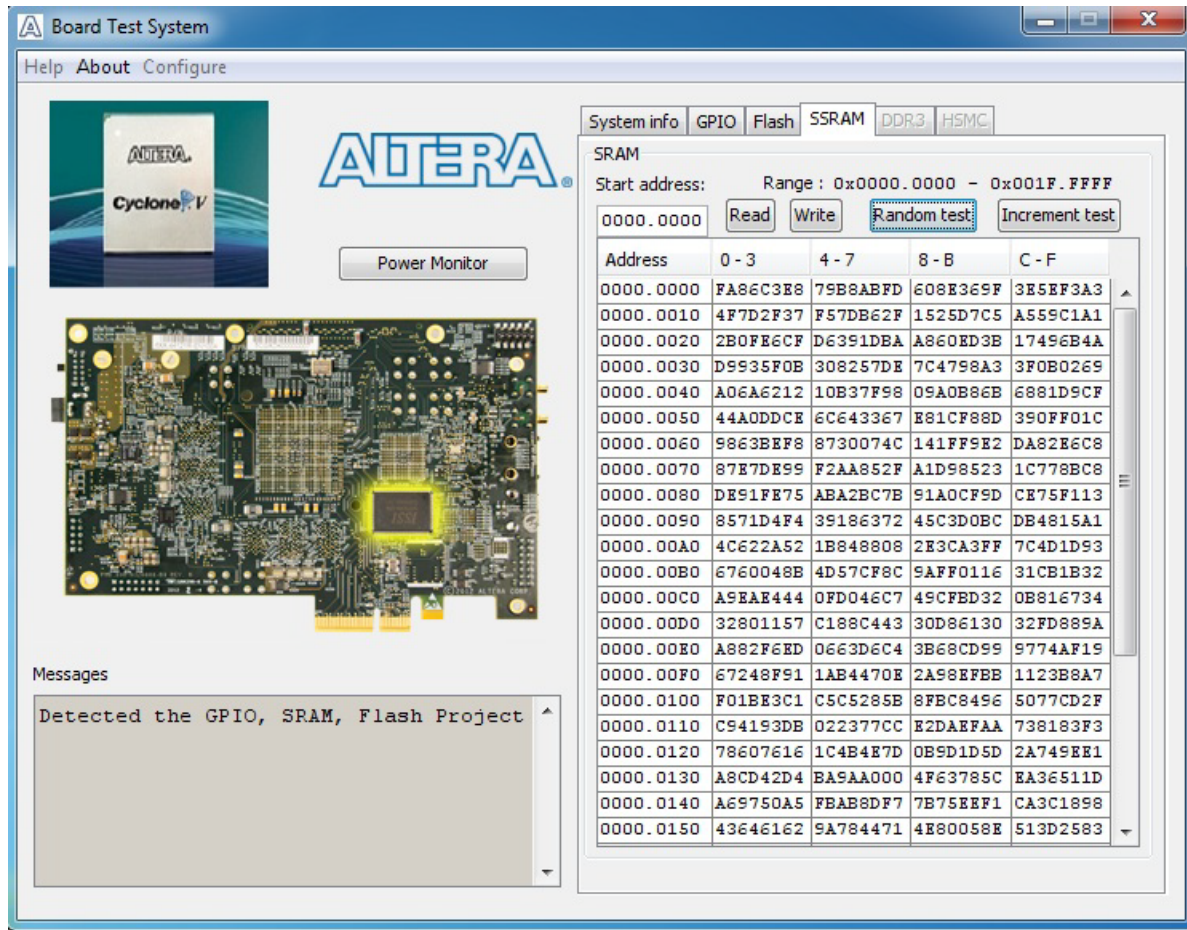 Board Test System
Help About Configure
ALTERA.
Cyclone V
ALTERA®
Power Monitor
ISSI
Messages
Detected the GPIO, SRAM, Flash Project
System info GPIO Flash SSRAM DDR3 HSMC
SRAM
Start address: Range : 0x0000.0000 - 0x001F.FFFF
0000.0000 Read Write Random test Increment test
Address 0 - 3 4 - 7 8 - B C - F
0000.0000 FA86C3E8 79B8ABFD 608E369F 3E5EF3A3
0000.0010 4F7D2F37 F57DB62F 1525D7C5 A559C1A1
0000.0020 2B0FE6CF D6391DBA A860ED3B 17496B4A
0000.0030 D9935F0B 308257DE 7C4798A3 3F0B0269
0000.0040 A06A6212 10B37F98 09A0B86B 6881D9CF
0000.0050 44A0DDCE 6C643367 E81CF88D 390FF01C
0000.0060 9863BEF8 8730074C 141FF9E2 DA82E6C8
0000.0070 87E7DE99 F2AA852F A1D98523 1C778BC8
0000.0080 DE91FE75 ABA2BC7B 91A0CF9D CE75F113
0000.0090 8571D4F4 39186372 45C3D0BC DB4815A1
0000.00A0 4C622A52 1B848808 2E3CA3FF 7C4D1D93
0000.00B0 6760048B 4D57CF8C 9AFF0116 31CB1B32
0000.00C0 A9EAE444 0FD046C7 49CFBD32 0B816734
0000.00D0 32801157 C188C443 30D86130 32FD889A
0000.00E0 A882F6ED 0663D6C4 3B68CD99 9774AF19
0000.00F0 67248F91 1AB4470E 2A98EFBB 1123B8A7
0000.0100 F01BE3C1 C5C5285B 8FBC8496 5077CD2F
0000.0110 C94193DB 022377CC E2DAEFAA 738183F3
0000.0120 78607616 1C4B4E7D 0B9D1D5D 2A749EE1
0000.0130 A8CD42D4 BA9AA000 4F63785C EA36511D
0000.0140 A69750A5 FBAB8DF7 7B75EEF1 CA3C1898
0000.0150 43646162 9A784471 4E80058E 513D2583